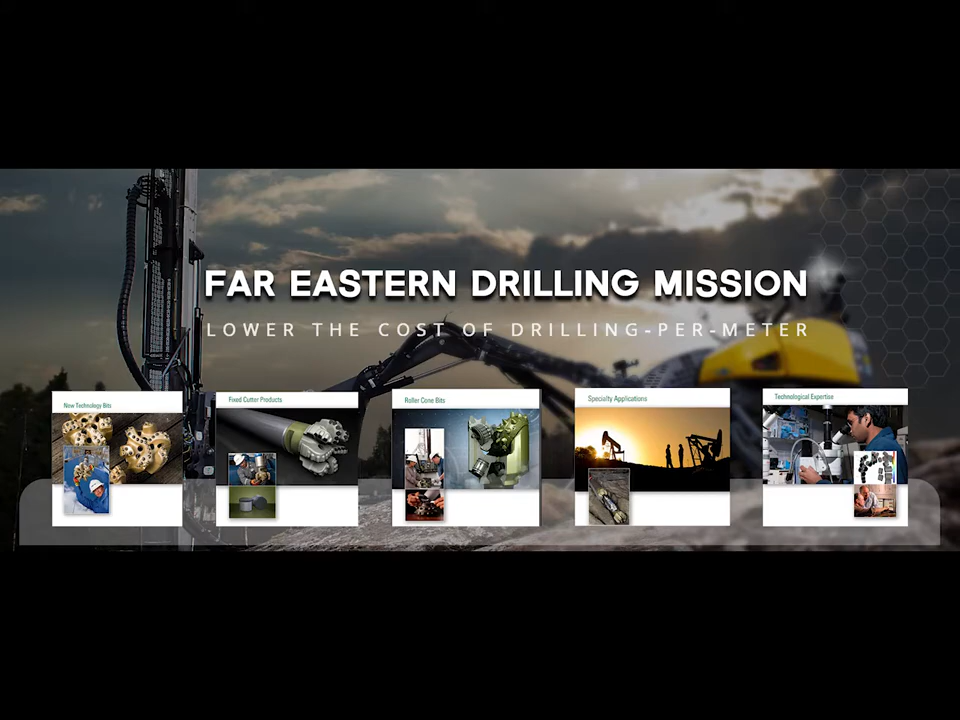 FAR EASTERN DRILLING MISSION
LOWER THE COST OF DRILLING-PER-METER
New Technology Bits
Fixed Cutter Products
Roller Cone Bits
Specialty Applications
Technological Expertise